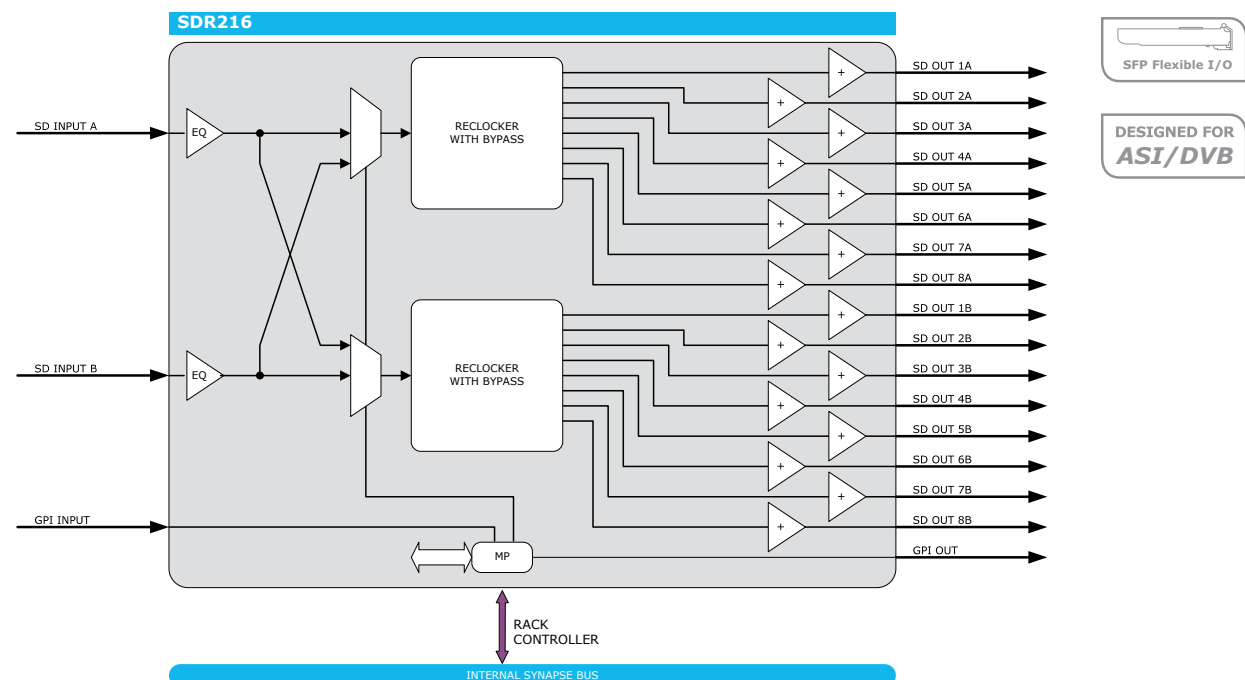 SDR216
SFP Flexible I/O
DESIGNED FOR
ASI/DVB
SD INPUT A
EQ
RECLOCKER
WITH BYPASS
+
SD OUT 1A
+
SD OUT 2A
+
SD OUT 3A
+
SD OUT 4A
+
SD OUT 5A
+
SD OUT 6A
+
SD OUT 7A
+
SD OUT 8A
SD INPUT B
EQ
RECLOCKER
WITH BYPASS
+
SD OUT 1B
+
SD OUT 2B
+
SD OUT 3B
+
SD OUT 4B
+
SD OUT 5B
+
SD OUT 6B
+
SD OUT 7B
+
SD OUT 8B
GPI INPUT
MP
GPI OUT
RACK
CONTROLLER
INTERNAL SYNAPSE BUS